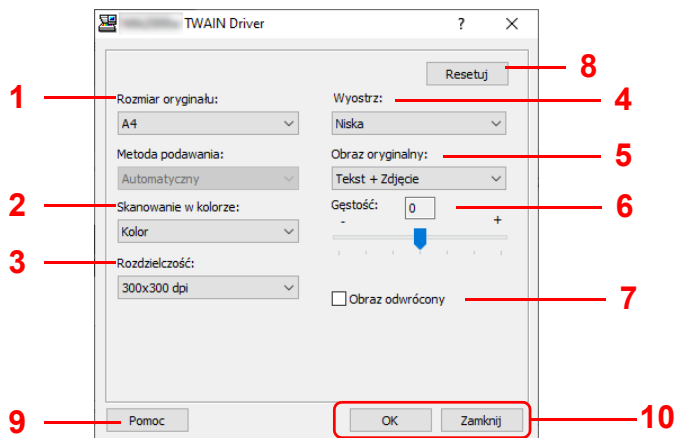 TWAIN Driver ? ×
Resetuj 8
1 Rozmiar oryginału: Wyostrz: 4
A4 Niska
Metoda podawania: Obraz oryginalny: 5
Automatyczny Tekst + Zdjęcie
2 Skanowanie w kolorze: Gęstość: 0 6
- +
Kolor
3 Rozdzielczość:
300x300 dpi Obraz odwrócony 7
9 Pomoc OK Zamknij 10